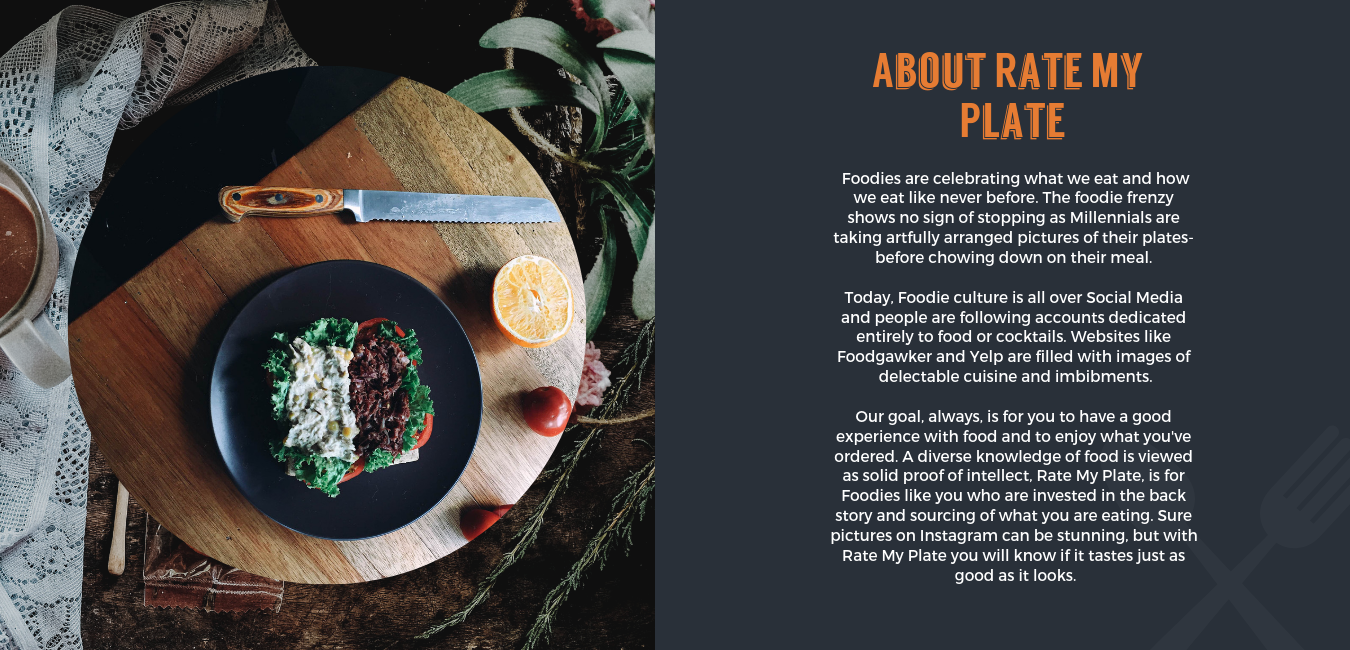 ABOUT RATE MY
PLATE
Foodies are celebrating what we eat and how
we eat like never before. The foodie frenzy
shows no sign of stopping as Millennials are
taking artfully arranged pictures of their plates-
before chowing down on their meal.
Today, Foodie culture is all over Social Media
and people are following accounts dedicated
entirely to food or cocktails. Websites like
Foodgawker and Yelp are filled with images of
delectable cuisine and imbibments.
Our goal, always, is for you to have a good
experience with food and to enjoy what you've
ordered. A diverse knowledge of food is viewed
as solid proof of intellect, Rate My Plate, is for
Foodies like you who are invested in the back
story and sourcing of what you are eating. Sure
pictures on Instagram can be stunning, but with
Rate My Plate you will know if it tastes just as
good as it looks.